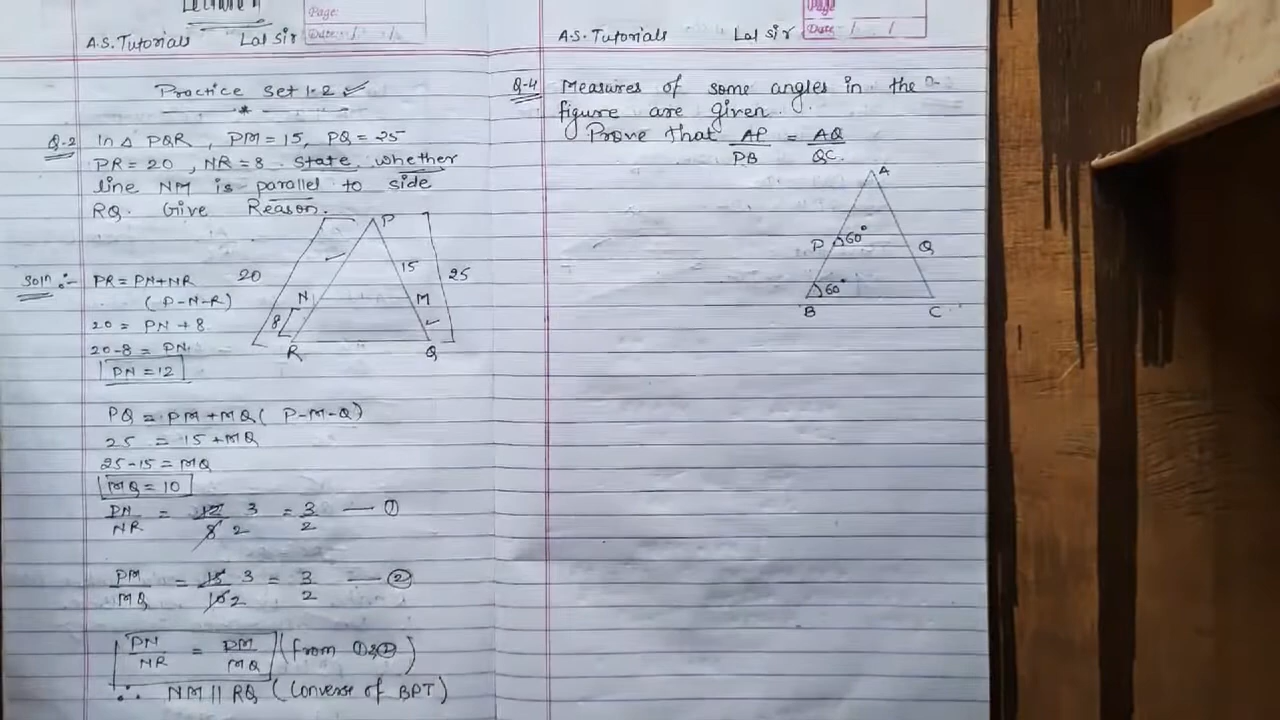 Lecture
Page:
A.S. Tutorials Lal Sir Date: / /
Practice Set 1.2
Q-2 In △ PQR, PM = 15, PQ = 25
PR = 20, NR = 8. State whether
line NM is parallel to side
RQ. Give Reason.
P
20
15
25
N
M
8
R
Q
Soln:- PR = PN+NR
(P-N-R)
20 = PN + 8
20-8 = PN
PN = 12
PQ = PM+MQ ( P-M-Q)
25 = 15 +MQ
25-15 = MQ
MQ = 10
PN/NR = 12/8 3/2 = 3/2 — ①
PM/MQ = 15/10 3/2 = 3/2 — ②
PN/NR = PM/MQ (from ①&②)
∴ NM || RQ (Converse of BPT)
Page
A.S. Tutorials Lal Sir Date / /
Q-4 Measures of some angles in the
figure are given.
Prove that AP/PB = AQ/QC.
A
P 60° Q
60°
B C